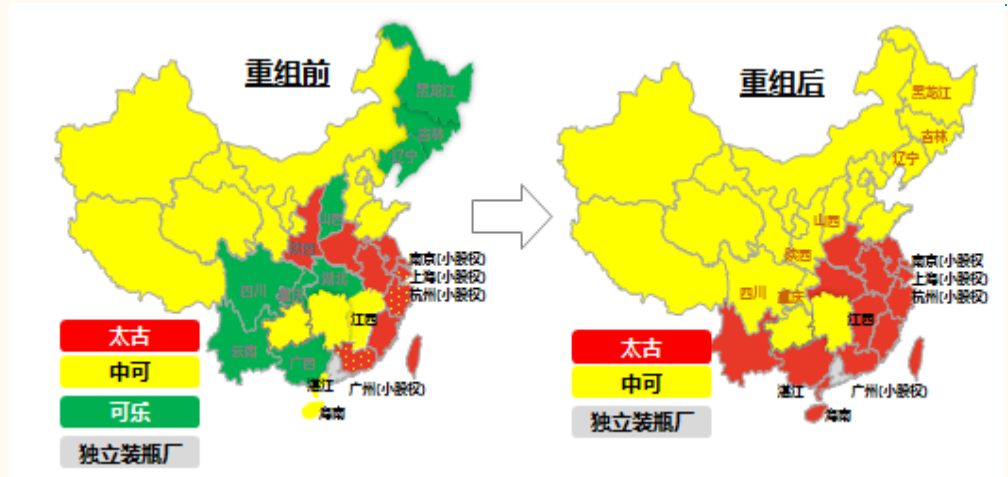 重组前
黑龙江
吉林
辽宁
山西
陕西
南京(小股权)
上海(小股权)
杭州(小股权)
湖北
四川
重庆
江西
云南
广西
湛江
广州(小股权)
海南
太古
中可
可乐
独立装瓶厂
重组后
黑龙江
吉林
辽宁
山西
陕西
南京(小股权
上海(小股权)
杭州(小股权)
四川
重庆
江西
湛江
广州(小股权)
海南
太古
中可
独立装瓶厂